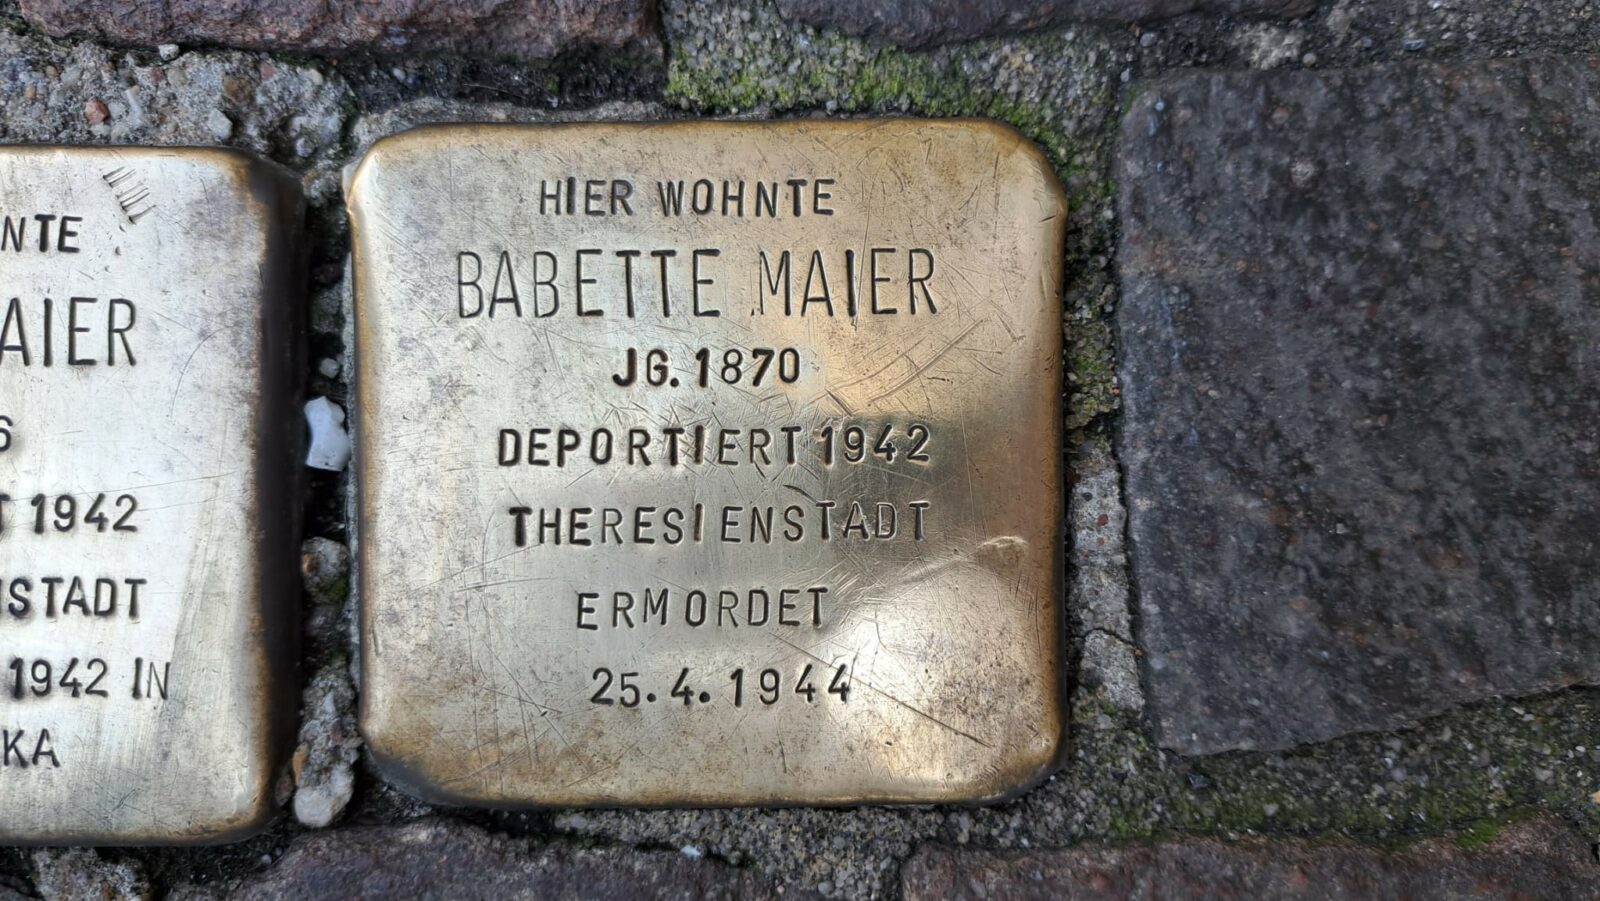 NTE
AIER
6
T 1942
NSTADT
1942 IN
KA
HIER WOHNTE
BABETTE MAIER
JG. 1870
DEPORTIERT 1942
THERESIENSTADT
ERMORDET
25.4.1944